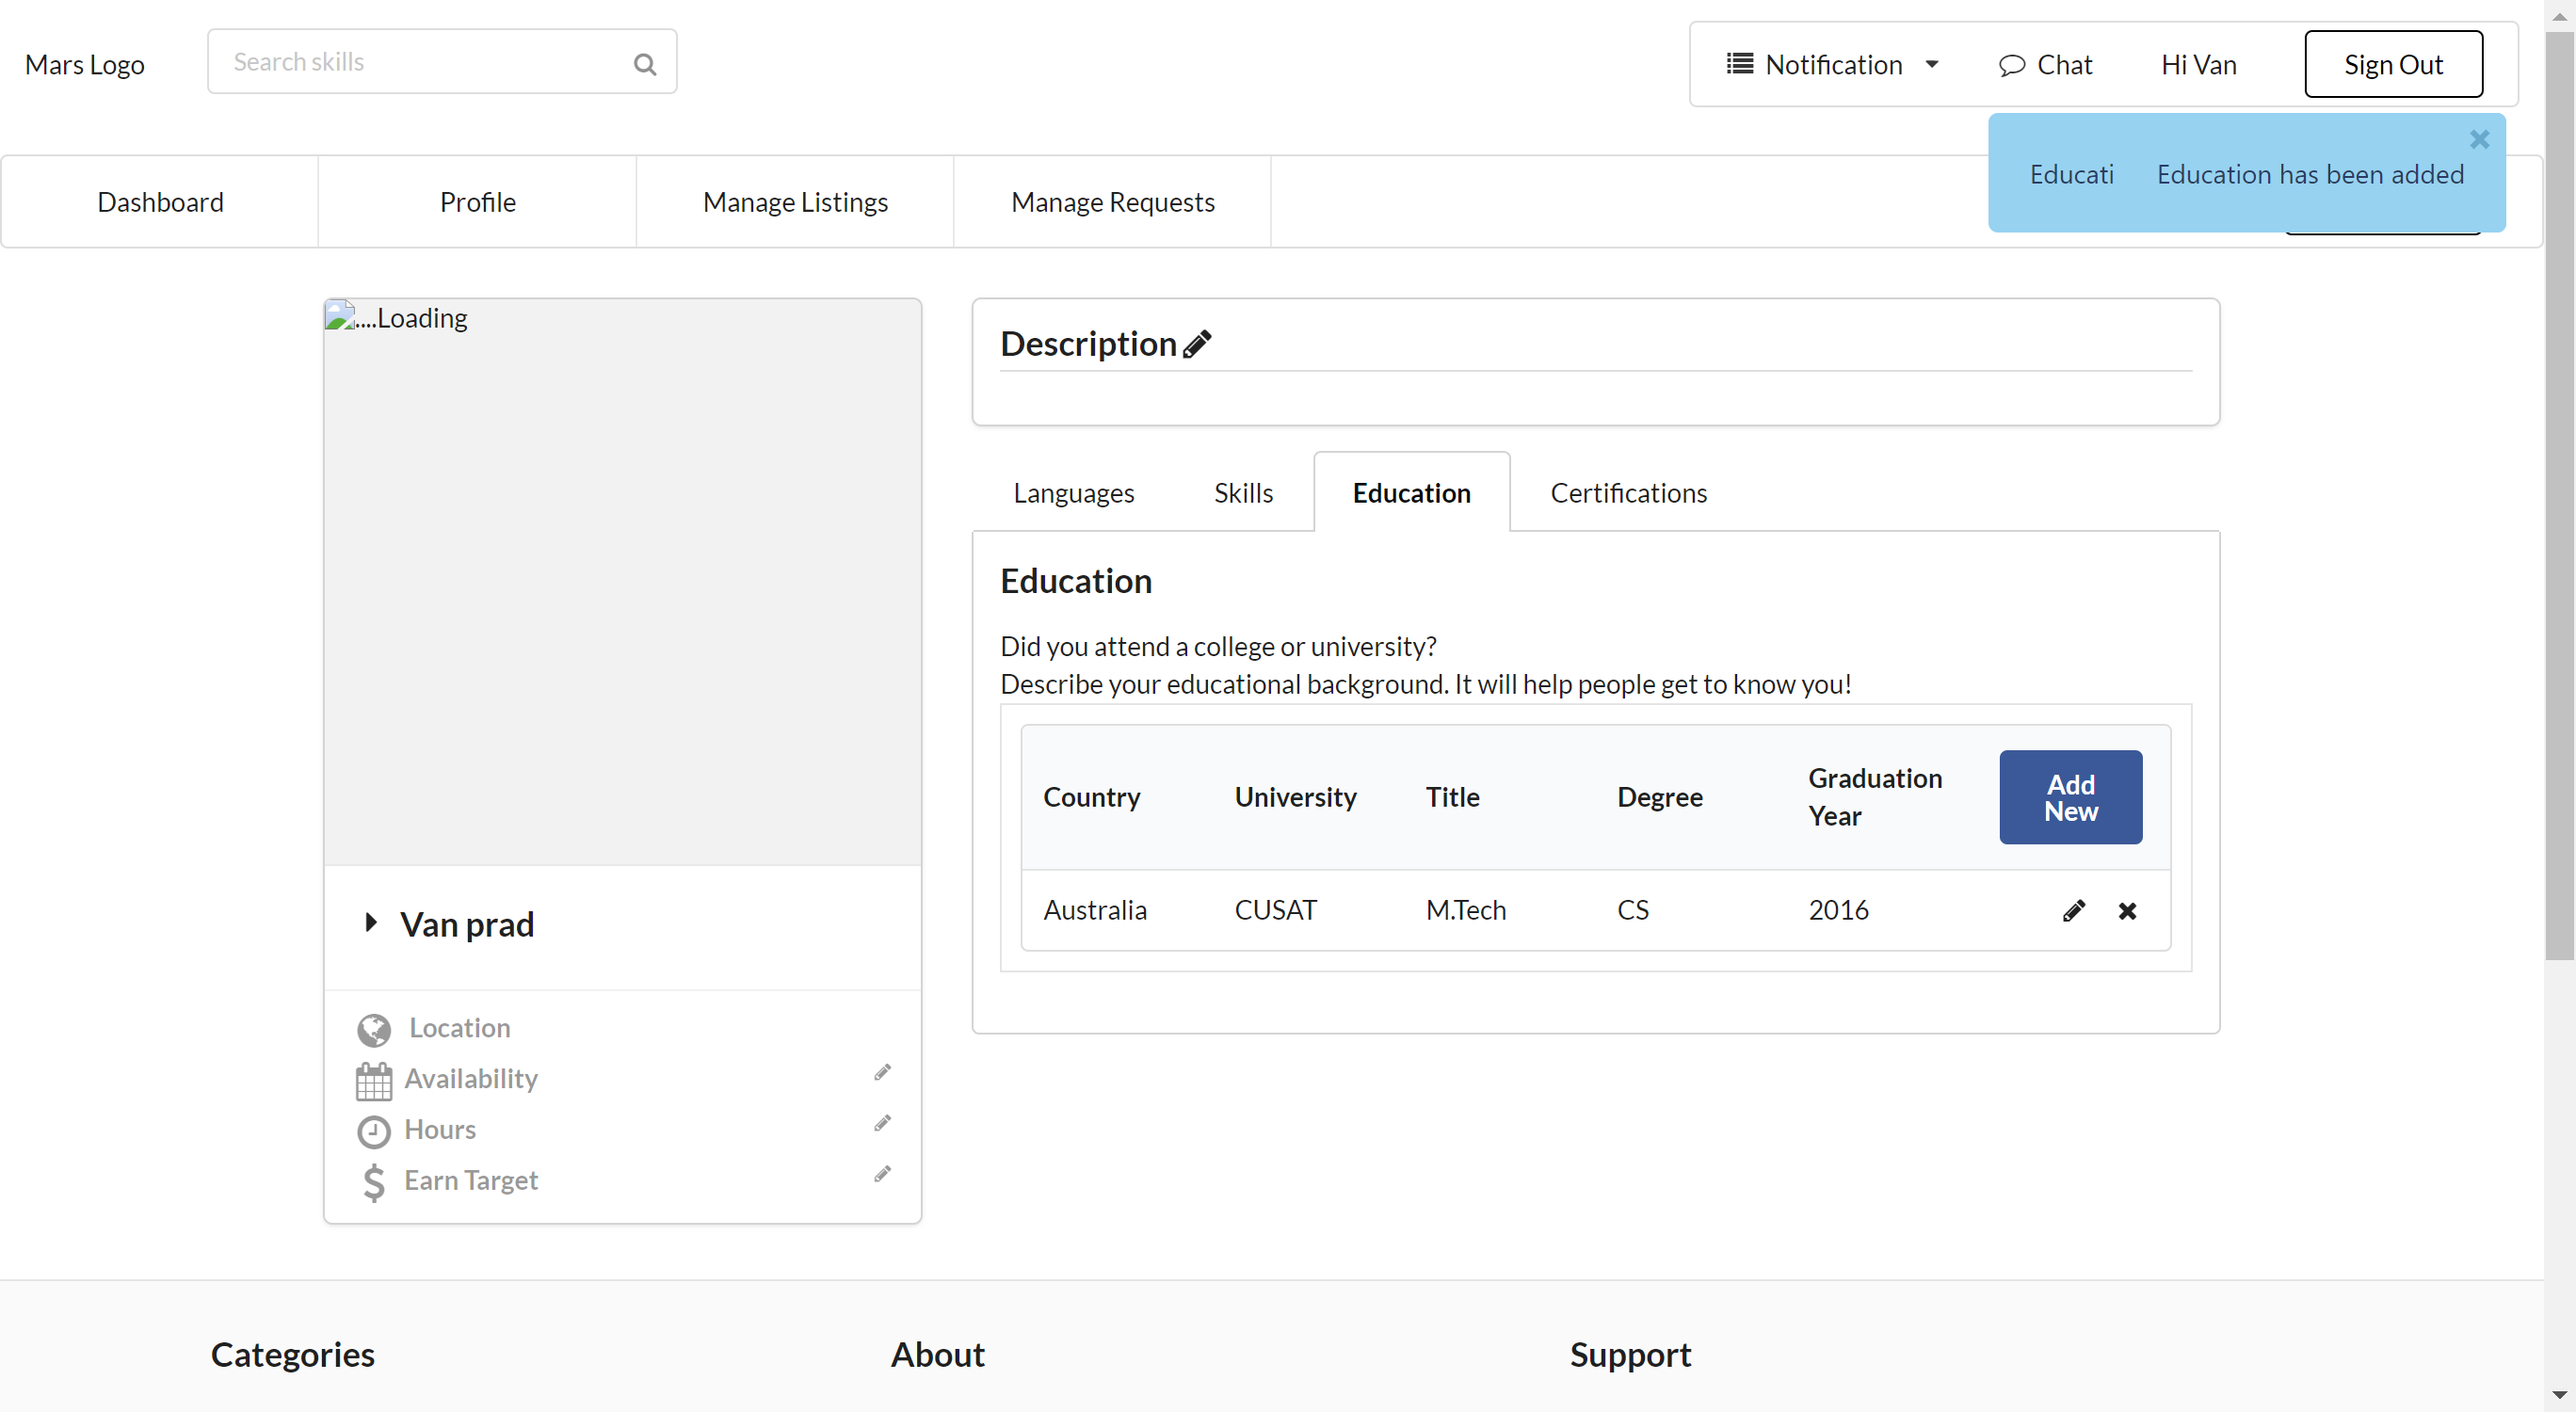 Mars Logo
Search skills
Notification
Chat
Hi Van
Sign Out
Educati
Education has been added
Dashboard
Profile
Manage Listings
Manage Requests
....Loading
Van prad
Location
Availability
Hours
Earn Target
Description
Languages
Skills
Education
Certifications
Education
Did you attend a college or university?
Describe your educational background. It will help people get to know you!
Country
University
Title
Degree
Graduation
Year
Add
New
Australia
CUSAT
M.Tech
CS
2016
Categories
About
Support